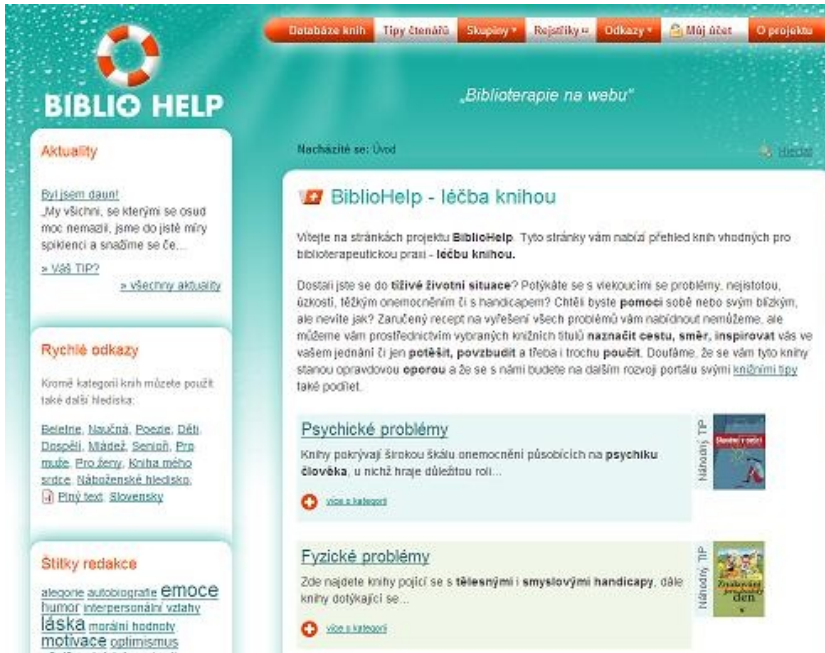 Databáze knih Tipy čtenářů Skupiny Rejstříky Odkazy Můj účet O projektu
BIBLIO HELP
„Biblioterapie na webu"
Nacházíte se: Úvod
Hledat
Aktuality
Byl jsem daun!
„My všichni, se kterými se osud
moc nemazlil, jsme do jisté míry
spiklenci a snažíme se če...
» Váš TIP?
» všechny aktuality
Rychlé odkazy
Kromě kategorií knih můžete použít
také další hlediska:
Beletrie, Naučná, Poezie, Děti,
Dospělí, Mládež, Senioři, Pro
muže, Pro ženy, Kniha mého
srdce, Náboženské hledisko,
Plný text, Slovensky
Štítky redakce
alegorie autobiografie emoce
humor interpersonální vztahy
láska morální hodnoty
motivace optimismus
BiblioHelp - léčba knihou
Vítejte na stránkách projektu BiblioHelp. Tyto stránky vám nabízí přehled knih vhodných pro
biblioterapeutickou praxi - léčbu knihou.
Dostali jste se do tíživé životní situace? Potýkáte se s vlekoucími se problémy, nejistotou,
úzkostí, těžkým onemocněním či s handicapem? Chtěli byste pomoci sobě nebo svým blízkým,
ale nevíte jak? Zaručený recept na vyřešení všech problémů vám nabídnout nemůžeme, ale
můžeme vám prostřednictvím vybraných knižních titulů naznačit cestu, směr, inspirovat vás ve
vašem jednání či jen potěšit, povzbudit a třeba i trochu poučit. Doufáme, že se vám tyto knihy
stanou opravdovou oporou a že se s námi budete na dalším rozvoji portálu svými knižními tipy
také podílet.
Psychické problémy
Knihy pokrývají širokou škálu onemocnění působících na psychiku
člověka, u nichž hraje důležitou roli...
více o kategorii
Náhodný TIP
Fyzické problémy
Zde najdete knihy pojící se s tělesnými i smyslovými handicapy, dále
knihy dotýkající se...
více o kategorii
Náhodný TIP
den